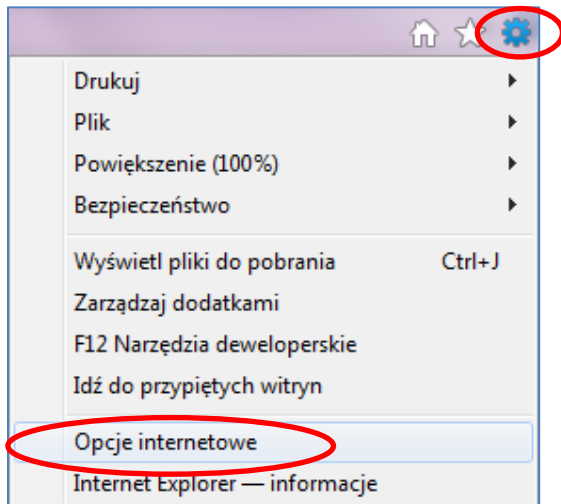 Drukuj
Plik
Powiększenie (100%)
Bezpieczeństwo
Wyświetl pliki do pobrania Ctrl+J
Zarządzaj dodatkami
F12 Narzędzia deweloperskie
Idź do przypiętych witryn
Opcje internetowe
Internet Explorer — informacje